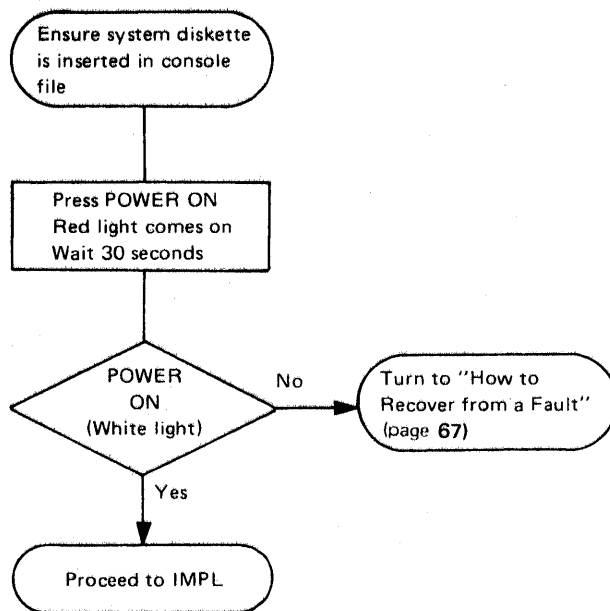 Ensure system diskette
is inserted in console
file
Press POWER ON
Red light comes on
Wait 30 seconds
POWER
ON
(White light)
No
Turn to "How to
Recover from a Fault"
(page 67)
Yes
Proceed to IMPL